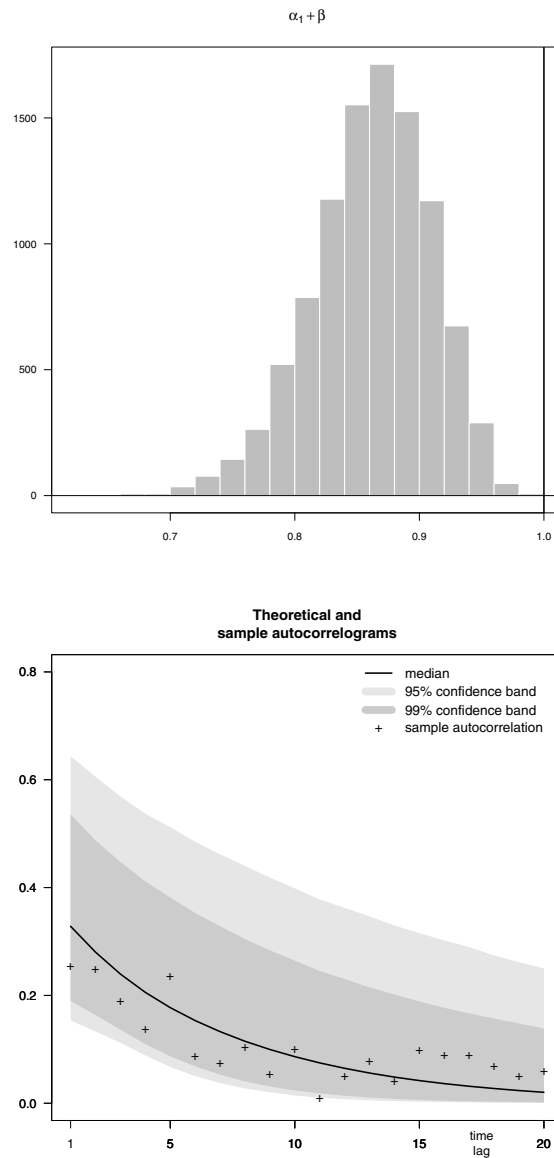 α₁+β
1500
1000
500
0
0.7 0.8 0.9 1.0
Theoretical and
sample autocorrelograms
0.8
median
95% confidence band
99% confidence band
sample autocorrelation
0.6
0.4
0.2
0.0
1 5 10 15 time 20
lag